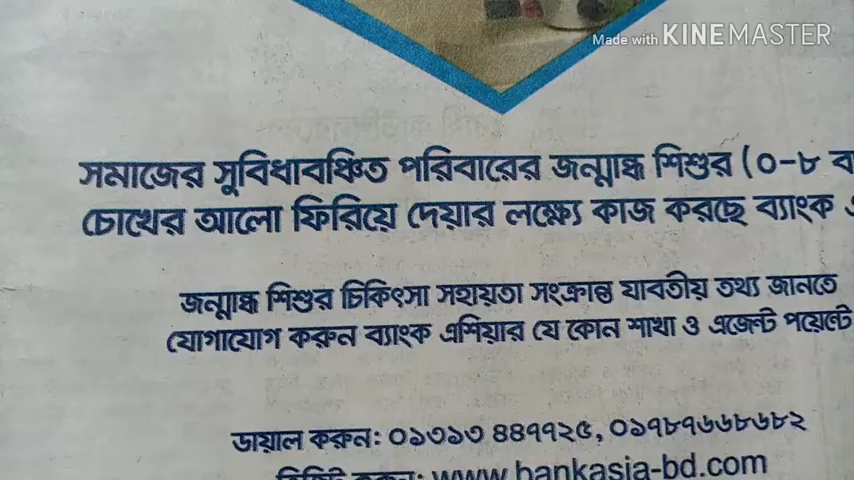 Made with KINEMASTER
সমাজের সুবিধাবঞ্চিত পরিবারের জন্মান্ধ শিশুর (০-৮ ব
চোখের আলো ফিরিয়ে দেয়ার লক্ষ্যে কাজ করছে ব্যাংক
জন্মান্ধ শিশুর চিকিৎসা সহায়তা সংক্রান্ত যাবতীয় তথ্য জানতে
যোগাযোগ করুন ব্যাংক এশিয়ার যে কোন শাখা ও এজেন্ট পয়েন্টে
ডায়াল করুন: ০১৩১৩ ৪৪৭৭২৫, ০১৭৮৭৬৬৮৬৮২
ভিজিট করুন: www.bankasia-bd.com